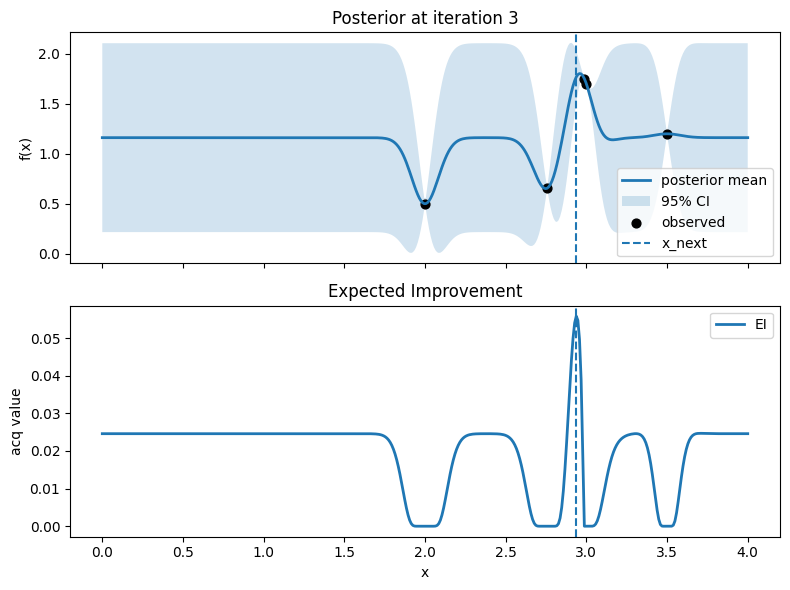 Posterior at iteration 3
2.0
1.5
1.0
0.5
0.0
f(x)
posterior mean
95% CI
observed
x_next
Expected Improvement
0.05
0.04
0.03
0.02
0.01
0.00
acq value
EI
0.0 0.5 1.0 1.5 2.0 2.5 3.0 3.5 4.0
x